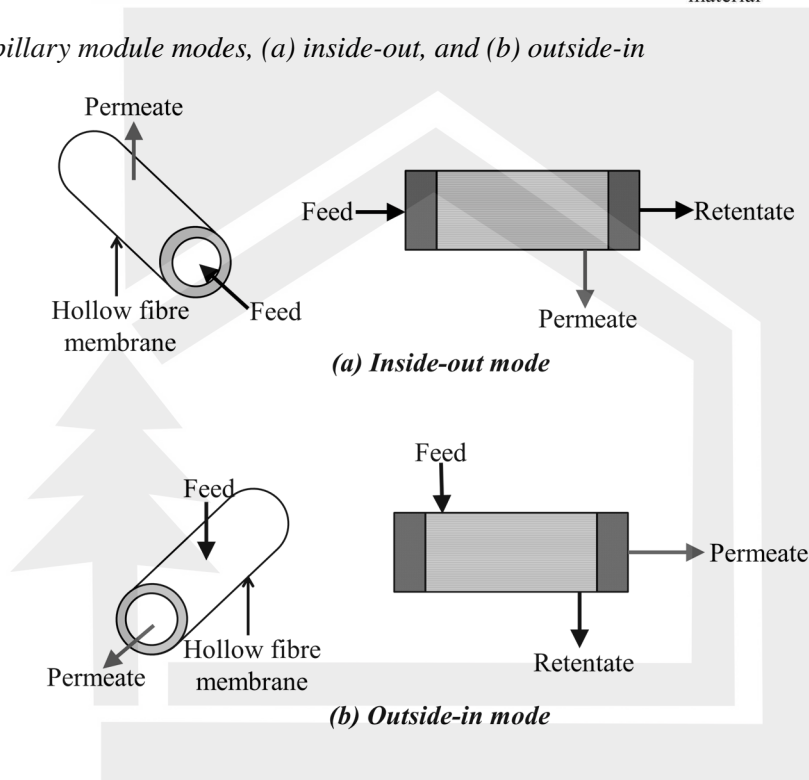 modes, (a) inside-out, and (b) outside-in
module
Permeate
Feed
Retentate
Hollow fibre
membrane
Feed
Permeate
(a) Inside-out mode
Feed
Feed
Permeate
Hollow fibre
membrane
Permeate
Retentate
(b) Outside-in mode